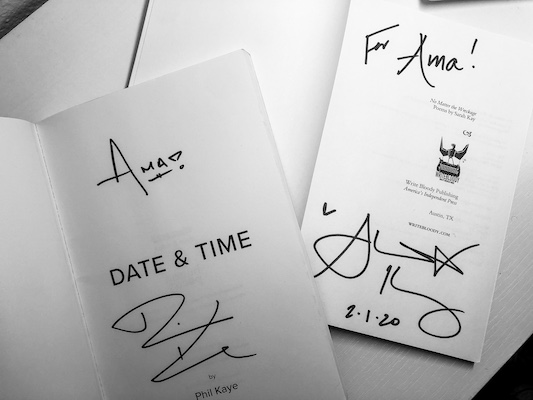 Ama
DATE & TIME
by
Phil Kaye
For Ama!
No Matter the Wreckage
Poems by Sarah Kay
Write Bloody Publishing
America's Independent Press
Austin, TX
WRITEBLOODY.COM
2.1.20